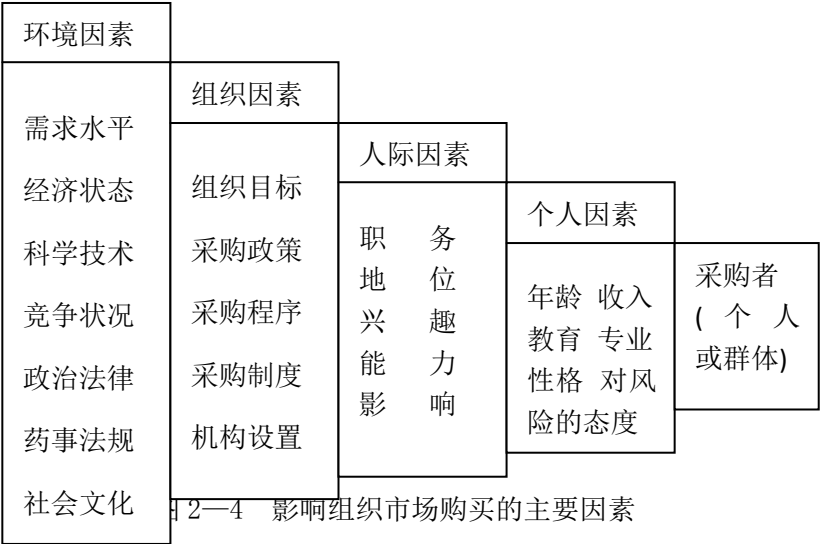 环境因素
需求水平
经济状态
科学技术
竞争状况
政治法律
药事法规
社会文化
组织因素
组织目标
采购政策
采购程序
采购制度
机构设置
人际因素
职 务
地 位
兴 趣
能 力
影 响
个人因素
年龄 收入
教育 专业
性格 对风
险的态度
采购者
( 个 人
或群体)
2—4 影响组织市场购买的主要因素